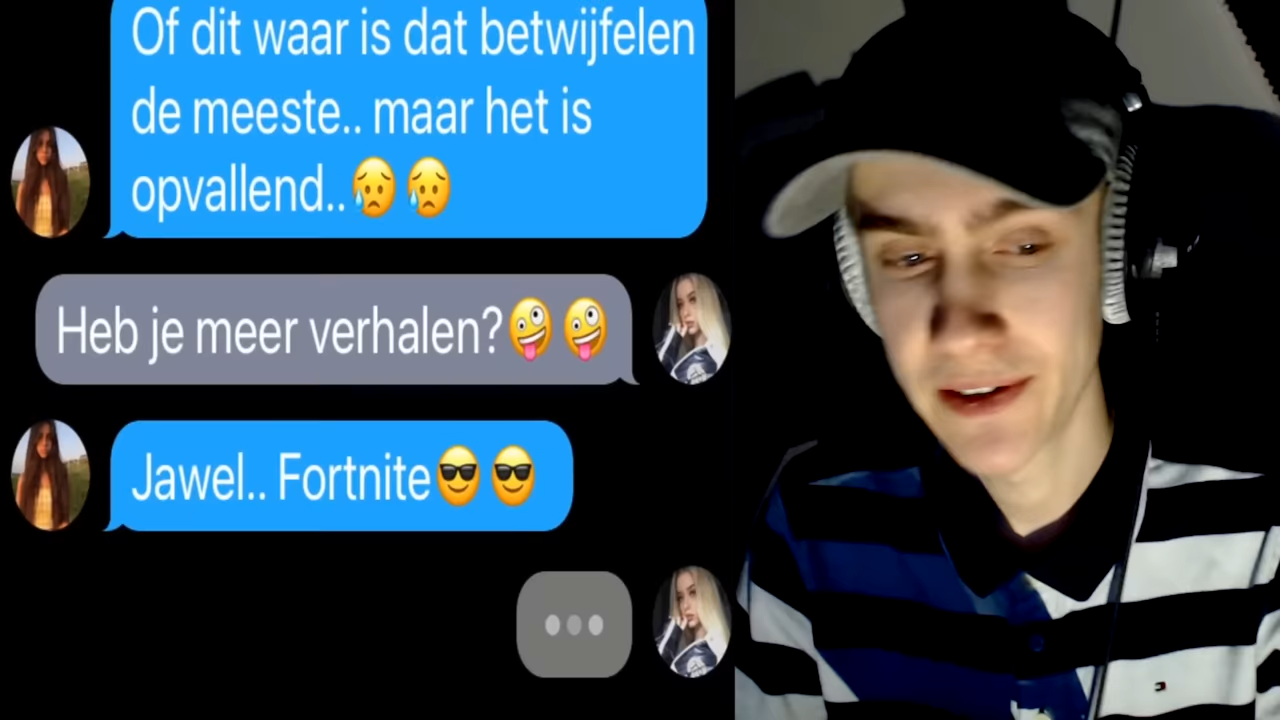 Of dit waar is dat betwijfelen
de meeste.. maar het is
opvallend..😥😥
Heb je meer verhalen?🤪🤪
Jawel.. Fortnite😎😎